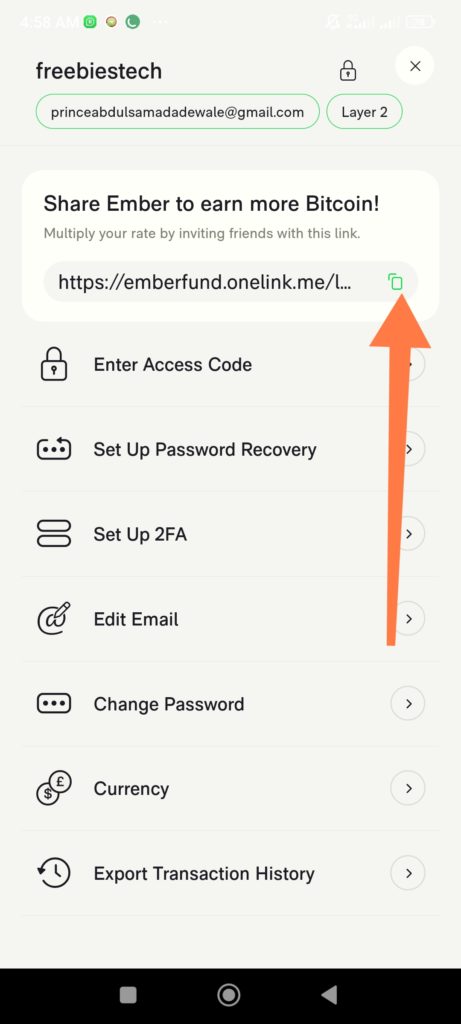 4:58 AM
freebiestech
princeabdulsamadadewale@gmail.com
Layer 2
Share Ember to earn more Bitcoin!
Multiply your rate by inviting friends with this link.
https://emberfund.onelink.me/l...
Enter Access Code
Set Up Password Recovery
Set Up 2FA
Edit Email
Change Password
Currency
Export Transaction History